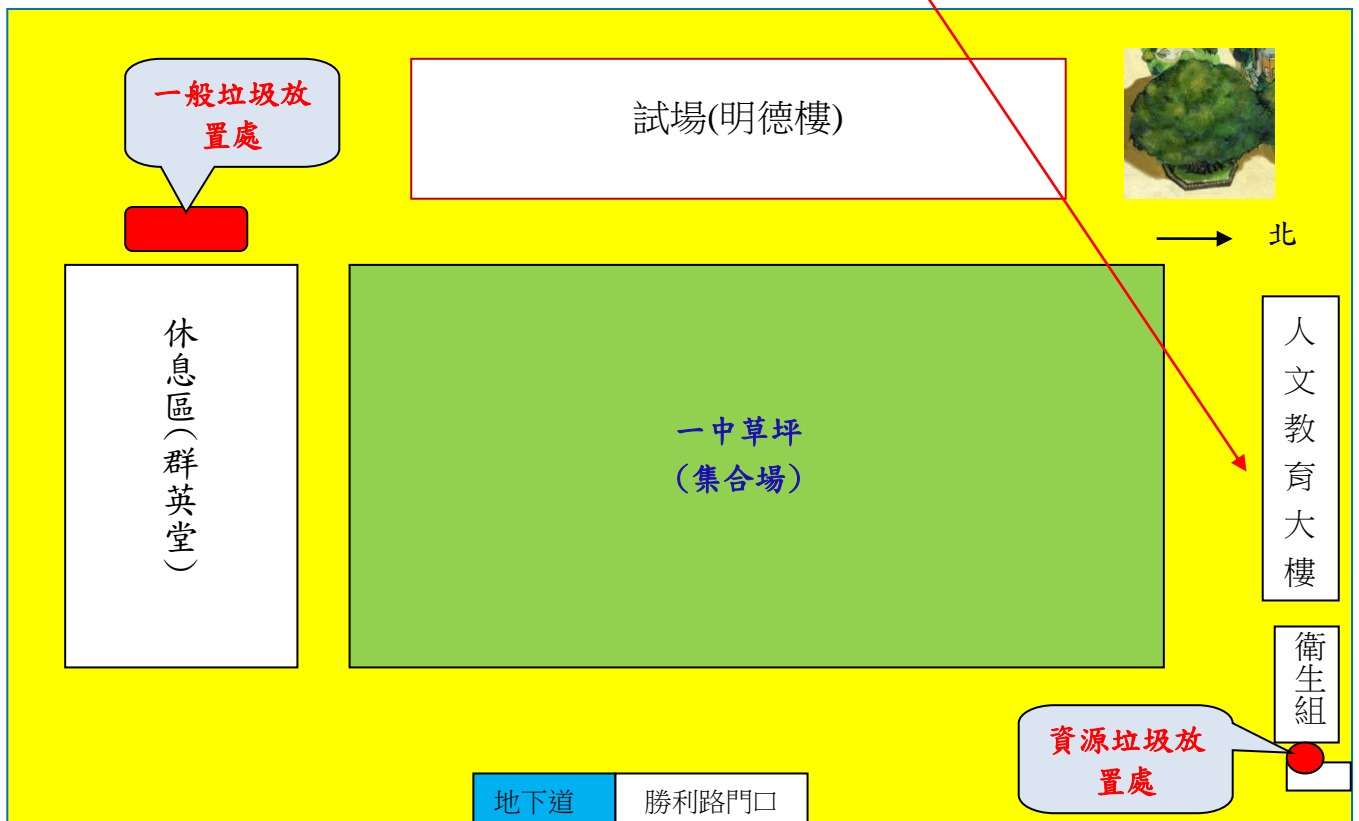 一般垃圾放
置處
試場(明德樓)
北
休息區(群英堂)
一中草坪
(集合場)
人文教育大樓
衛生組
資源垃圾放
置處
地下道
勝利路門口